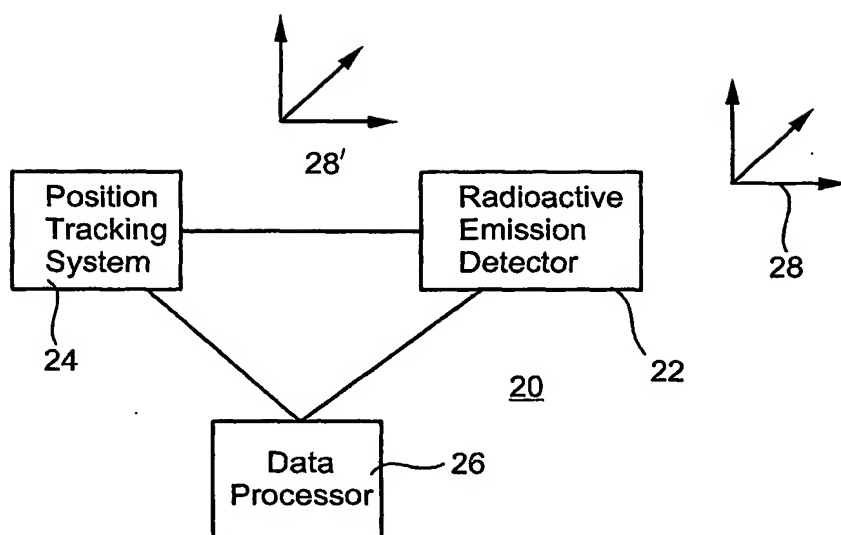 28'
28
Position
Tracking
System
Radioactive
Emission
Detector
24
22
20
Data
Processor
26